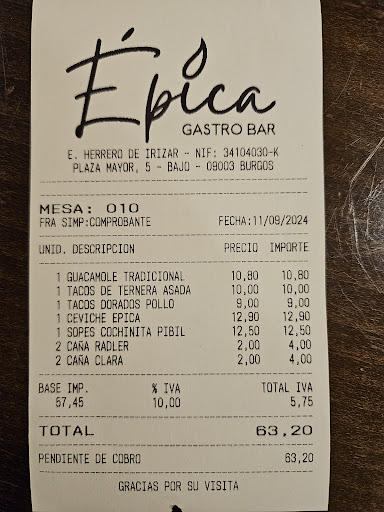 Épica
GASTRO BAR
E. HERRERO DE IRIZAR - NIF: 34104030-K
PLAZA MAYOR, 5 - BAJO - 09003 BURGOS
MESA: 010
FRA SIMP:COMPROBANTE FECHA:11/09/2024
UNID. DESCRIPCION PRECIO IMPORTE
1 GUACAMOLE TRADICIONAL 10,80 10,80
1 TACOS DE TERNERA ASADA 10,00 10,00
1 TACOS DORADOS POLLO 9,00 9,00
1 CEVICHE EPICA 12,90 12,90
1 SOPES COCHINITA PIBIL 12,50 12,50
2 CAÑA RADLER 2,00 4,00
2 CAÑA CLARA 2,00 4,00
BASE IMP. % IVA TOTAL IVA
57,45 10,00 5,75
TOTAL 63,20
PENDIENTE DE COBRO 63,20
GRACIAS POR SU VISITA